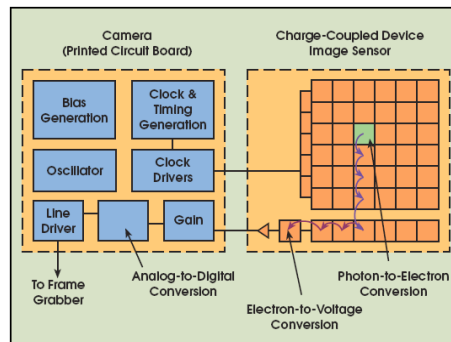 Camera
(Printed Circuit Board)
Charge-Coupled Device
Image Sensor
Bias
Generation
Clock &
Timing
Generation
Oscillator
Clock
Drivers
Line
Driver
Gain
To Frame
Grabber
Analog-to-Digital
Conversion
Electron-to-Voltage
Conversion
Photon-to-Electron
Conversion